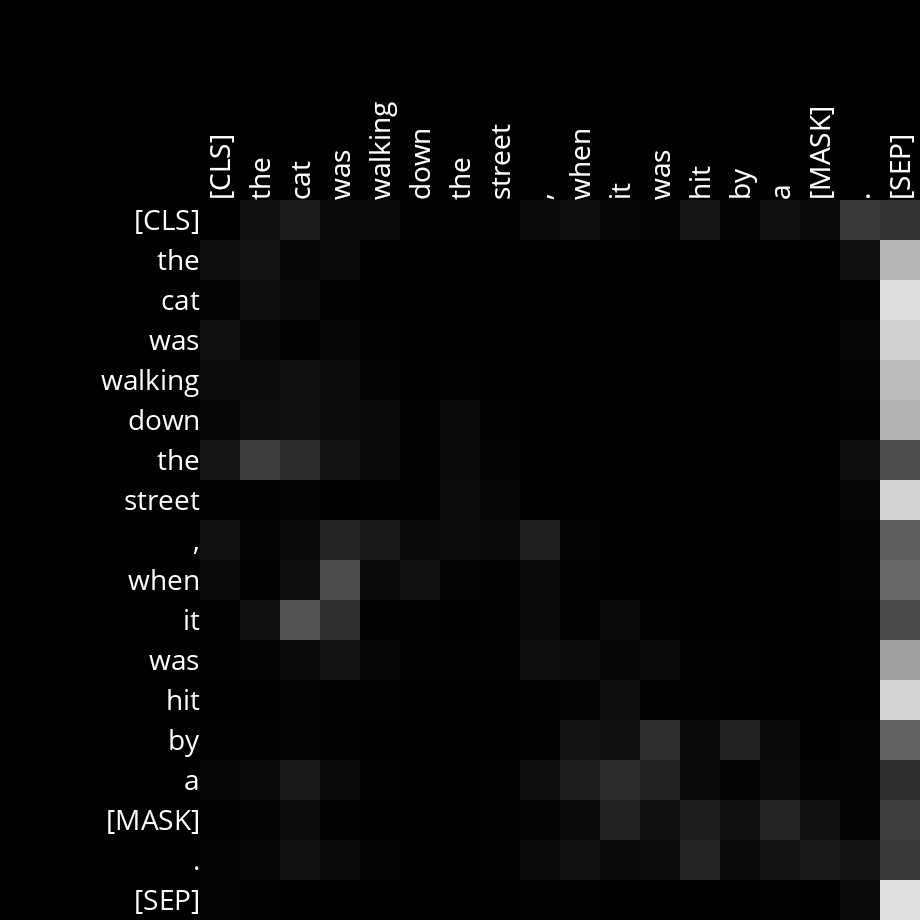 [CLS] the cat was walking down the street , when it was hit by a [MASK] . [SEP]
[CLS]
the
cat
was
walking
down
the
street
,
when
it
was
hit
by
a
[MASK]
.
[SEP]